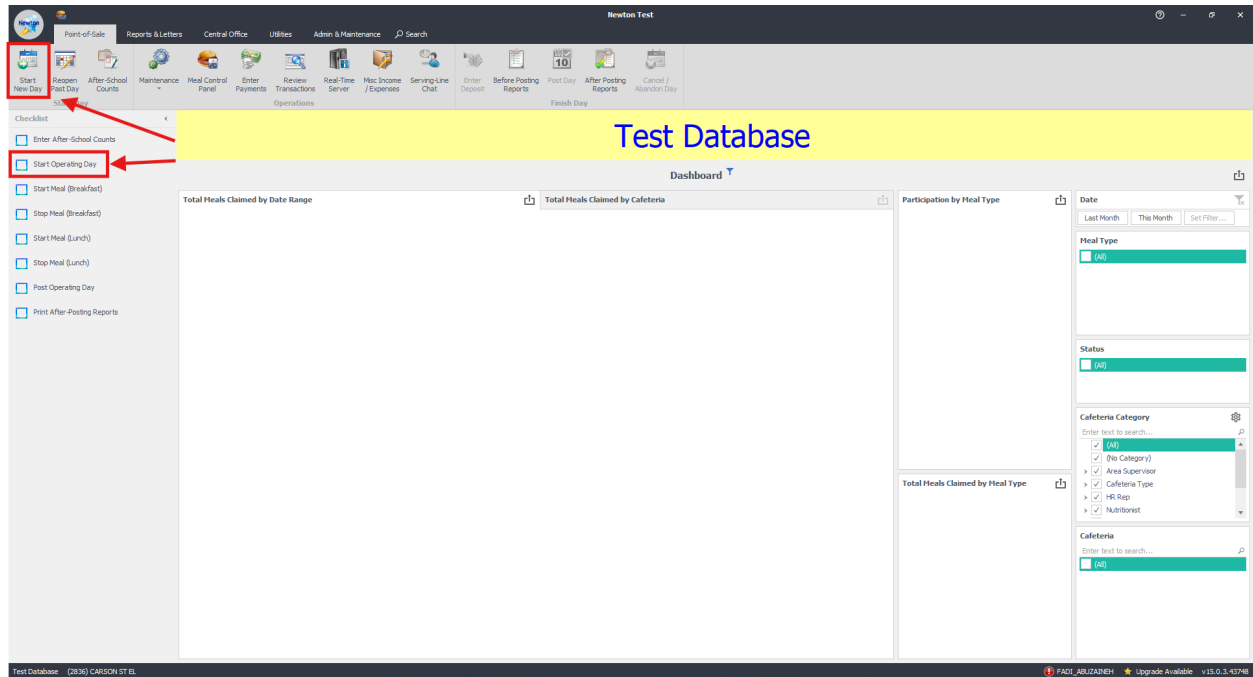 Newton
Newton Test
Point-of-Sale
Reports & Letters
Central Office
Utilities
Admin & Maintenance
Search
Start New Day
Reopen Past Day
After-School Counts
Maintenance
Meal Control Panel
Enter Payments
Review Transactions
Real-Time Server
Misc Income / Expenses
Serving-Line Chat
Enter Deposit
Before Posting Reports
10
Post Day
After Posting Reports
Cancel / Abandon Day
Operations
Finish Day
Checklist
Enter After-School Counts
Start Operating Day
Start Meal (Breakfast)
Stop Meal (Breakfast)
Start Meal (Lunch)
Stop Meal (Lunch)
Post Operating Day
Print After-Posting Reports
Test Database
Dashboard
Total Meals Claimed by Date Range
Total Meals Claimed by Cafeteria
Participation by Meal Type
Total Meals Claimed by Meal Type
Date
Last Month
This Month
Set Filter...
Meal Type
(All)
Status
(All)
Cafeteria Category
Enter text to search...
(All)
(No Category)
Area Supervisor
Cafeteria Type
HR Rep
Nutritionist
Cafeteria
Enter text to search...
(All)
Test Database (2836) CARSON ST EL
FADI_ABUZAINEH
Upgrade Available
v15.0.3.43748